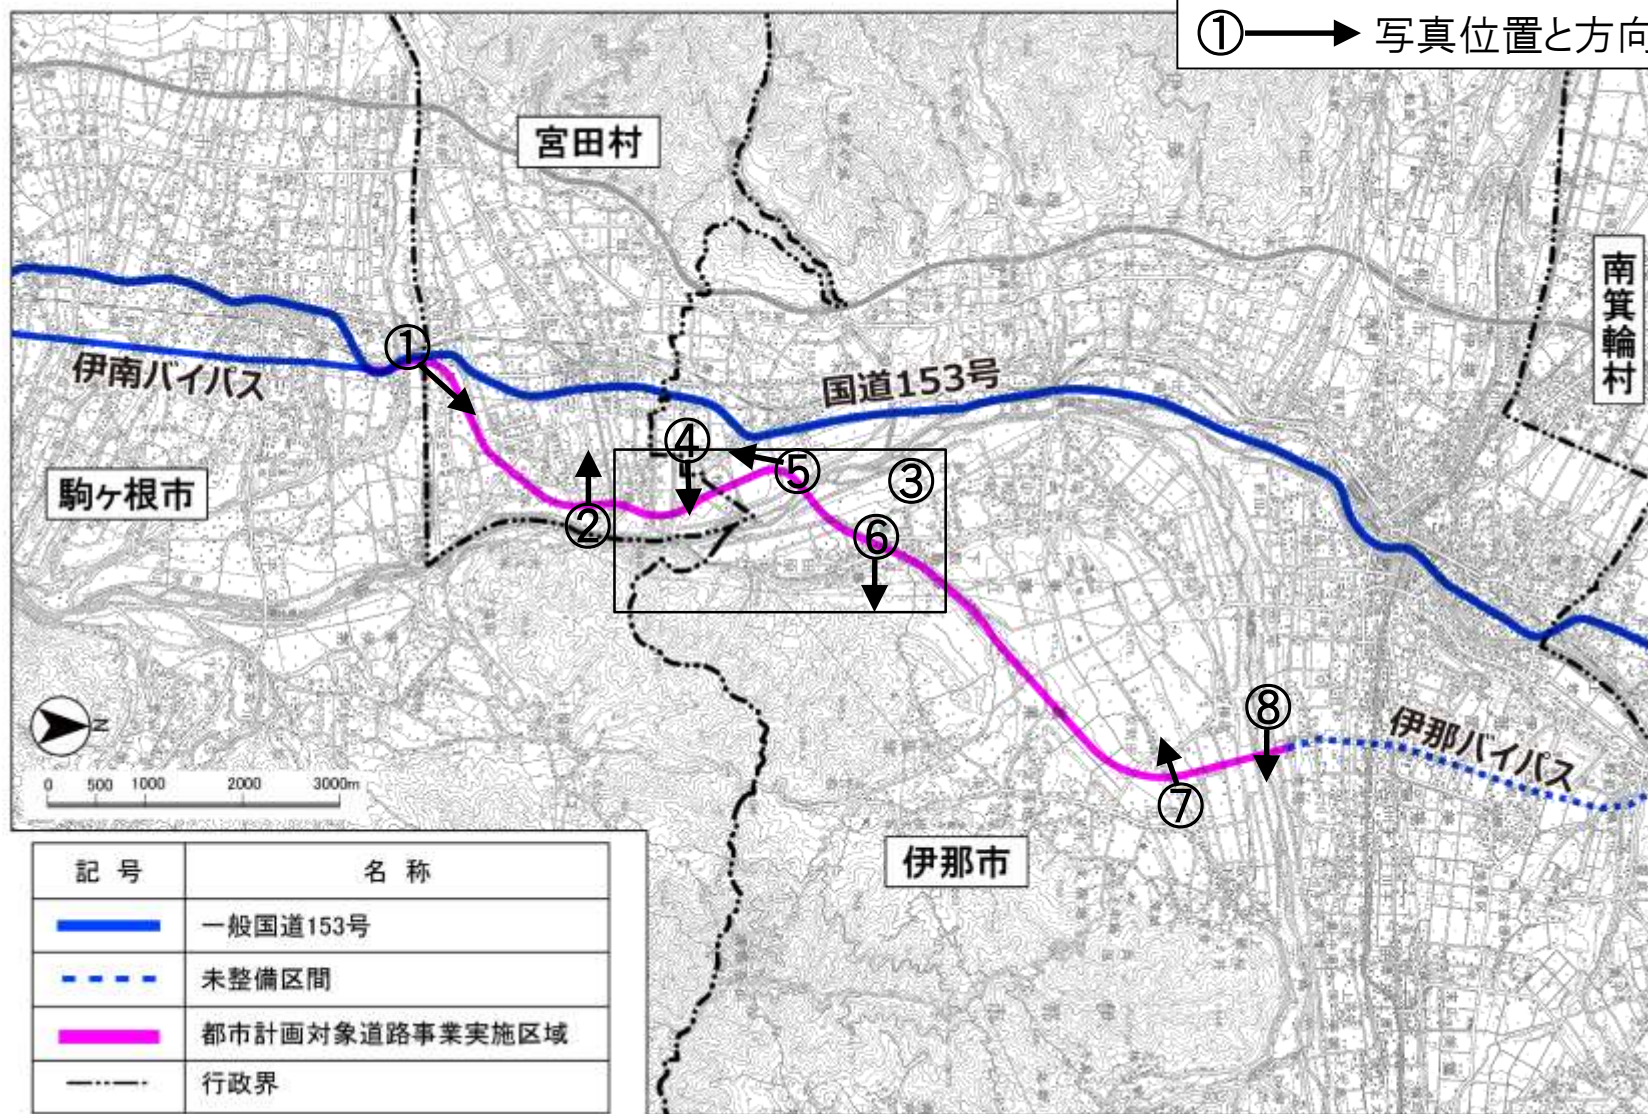 ① 写真位置と方向
宮田村
南箕輪村
①
伊南バイパス
国道153号
④
⑤
③
駒ヶ根市
②
⑥
⑧
伊那バイパス
N
0 500 1000 2000 3000m
⑦
伊那市
記 号 名 称
一般国道153号
未整備区間
都市計画対象道路事業実施区域
行政界